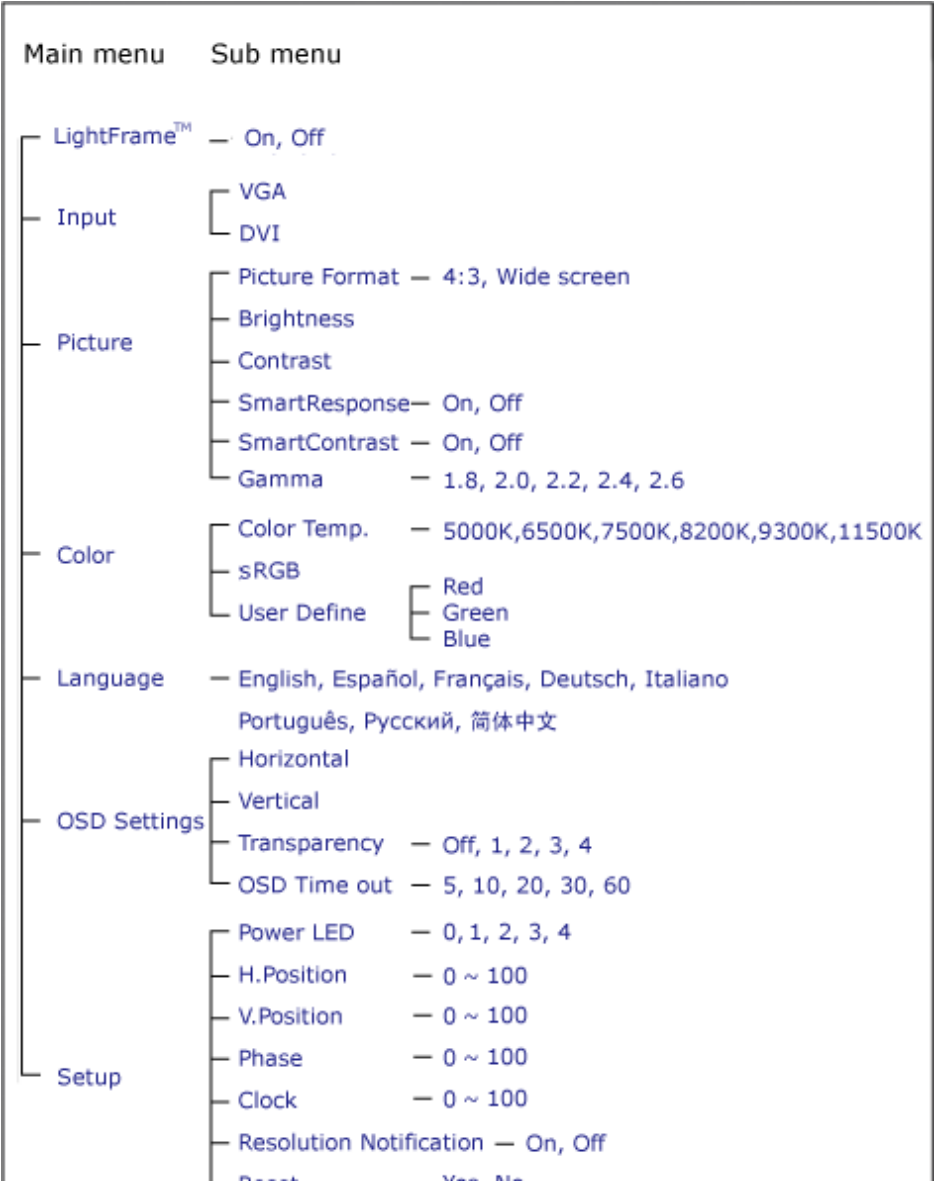 Main menu Sub menu
LightFrame™ — On, Off
Input
VGA
DVI
Picture
Picture Format — 4:3, Wide screen
Brightness
Contrast
SmartResponse— On, Off
SmartContrast — On, Off
Gamma — 1.8, 2.0, 2.2, 2.4, 2.6
Color
Color Temp. — 5000K,6500K,7500K,8200K,9300K,11500K
sRGB
User Define
Red
Green
Blue
Language — English, Español, Français, Deutsch, Italiano
Português, Русский, 简体中文
OSD Settings
Horizontal
Vertical
Transparency — Off, 1, 2, 3, 4
OSD Time out — 5, 10, 20, 30, 60
Setup
Power LED — 0, 1, 2, 3, 4
H.Position — 0 ~ 100
V.Position — 0 ~ 100
Phase — 0 ~ 100
Clock — 0 ~ 100
Resolution Notification — On, Off